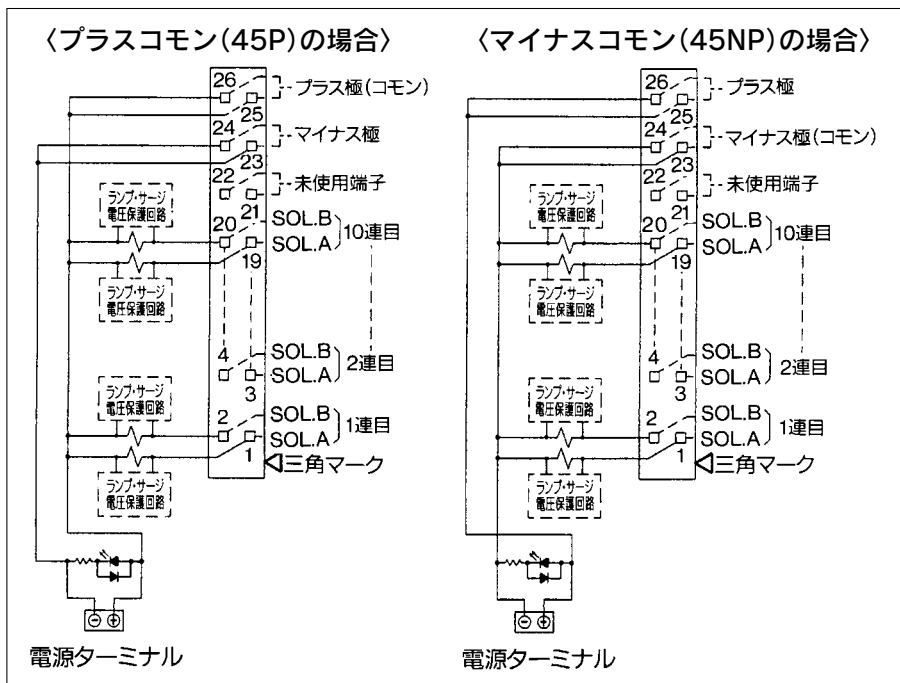 〈プラスコモン(45P)の場合〉
26
プラス極(コモン)
25
24
マイナス極
23
22
未使用端子
ランプ・サージ
電圧保護回路
21
20
SOL.B
SOL.A
10連目
19
ランプ・サージ
電圧保護回路
4
SOL.B
SOL.A
2連目
3
ランプ・サージ
電圧保護回路
2
SOL.B
SOL.A
1連目
1
三角マーク
ランプ・サージ
電圧保護回路
⊖ ⊕
電源ターミナル
〈マイナスコモン(45NP)の場合〉
26
プラス極
25
24
マイナス極(コモン)
23
22
未使用端子
ランプ・サージ
電圧保護回路
21
20
SOL.B
SOL.A
10連目
19
ランプ・サージ
電圧保護回路
4
SOL.B
SOL.A
2連目
3
ランプ・サージ
電圧保護回路
2
SOL.B
SOL.A
1連目
1
三角マーク
ランプ・サージ
電圧保護回路
⊖ ⊕
電源ターミナル